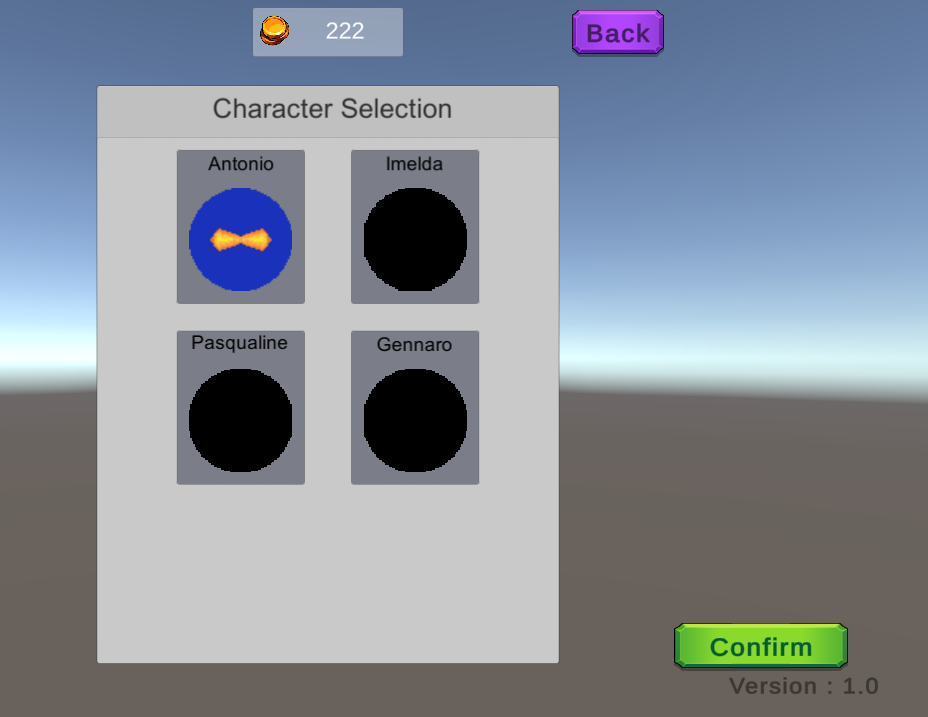 222
Back
Character Selection
Antonio
Imelda
Pasqualine
Gennaro
Confirm
Version : 1.0